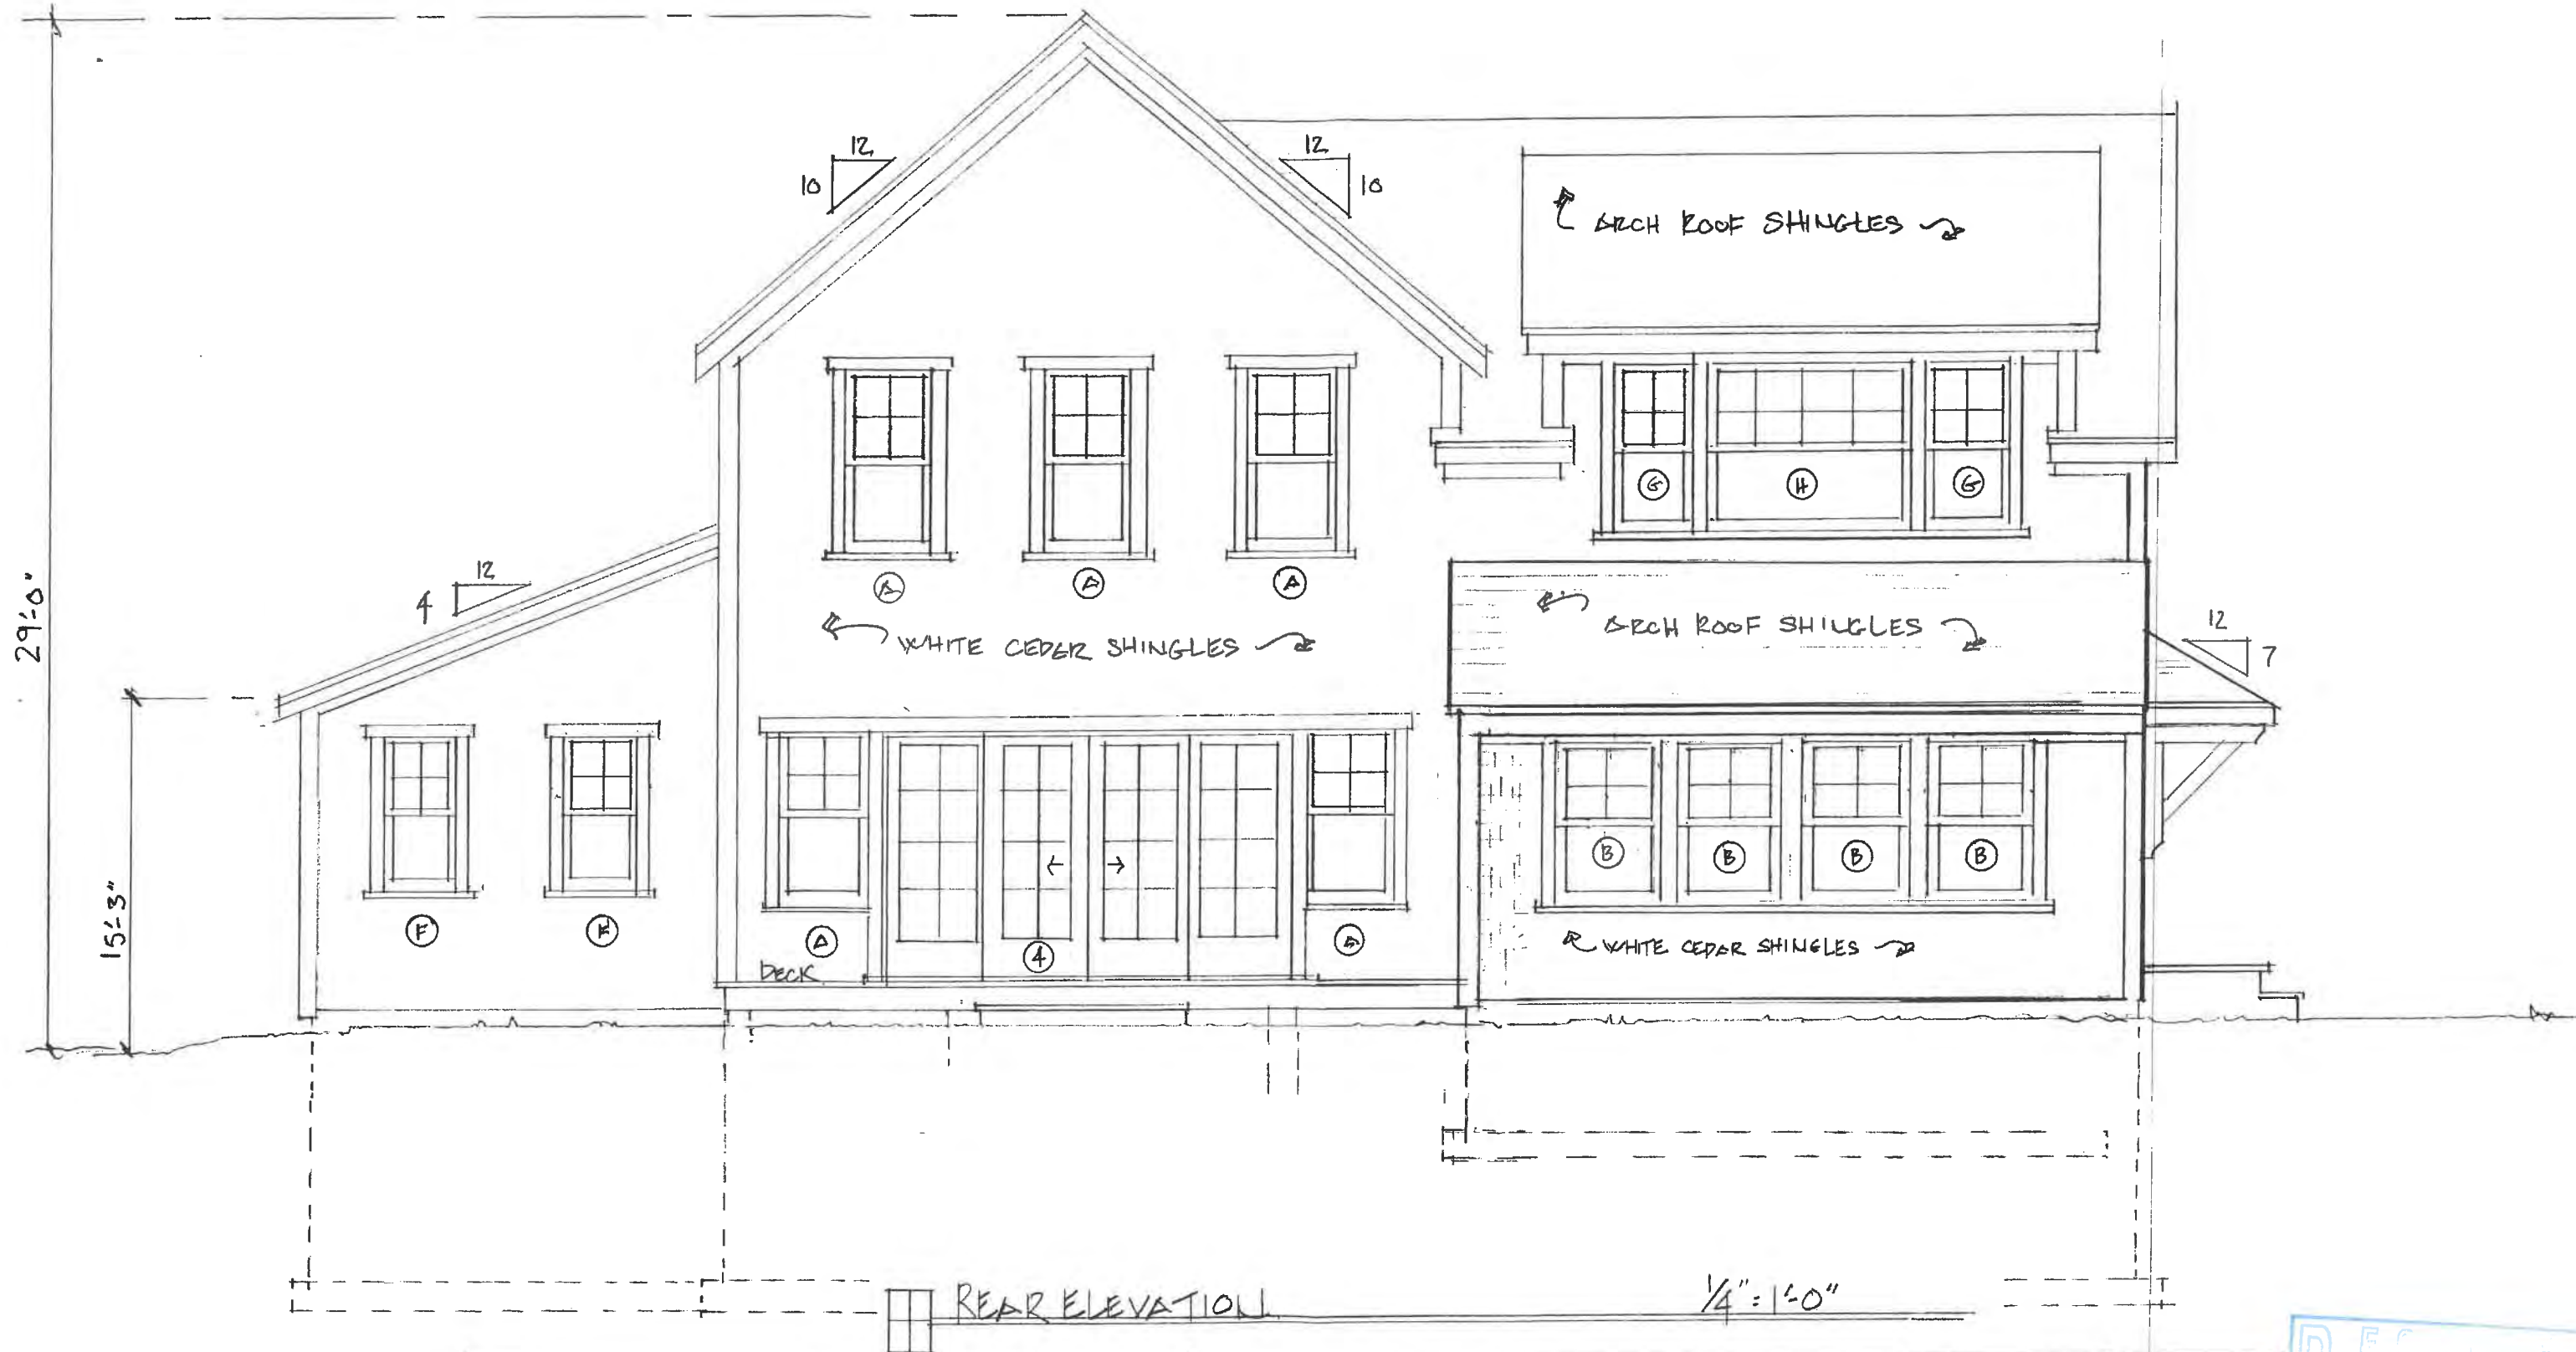 12
10
12
10
ARCH ROOF SHINGLES
29'-0"
G
H
G
12
4
A
A
A
WHITE CEDAR SHINGLES
ARCH ROOF SHINGLES
12
7
15'-3"
B
B
B
B
F
F
A
4
A
WHITE CEDAR SHINGLES
DECK
REAR ELEVATION
1/4" = 1'-0"